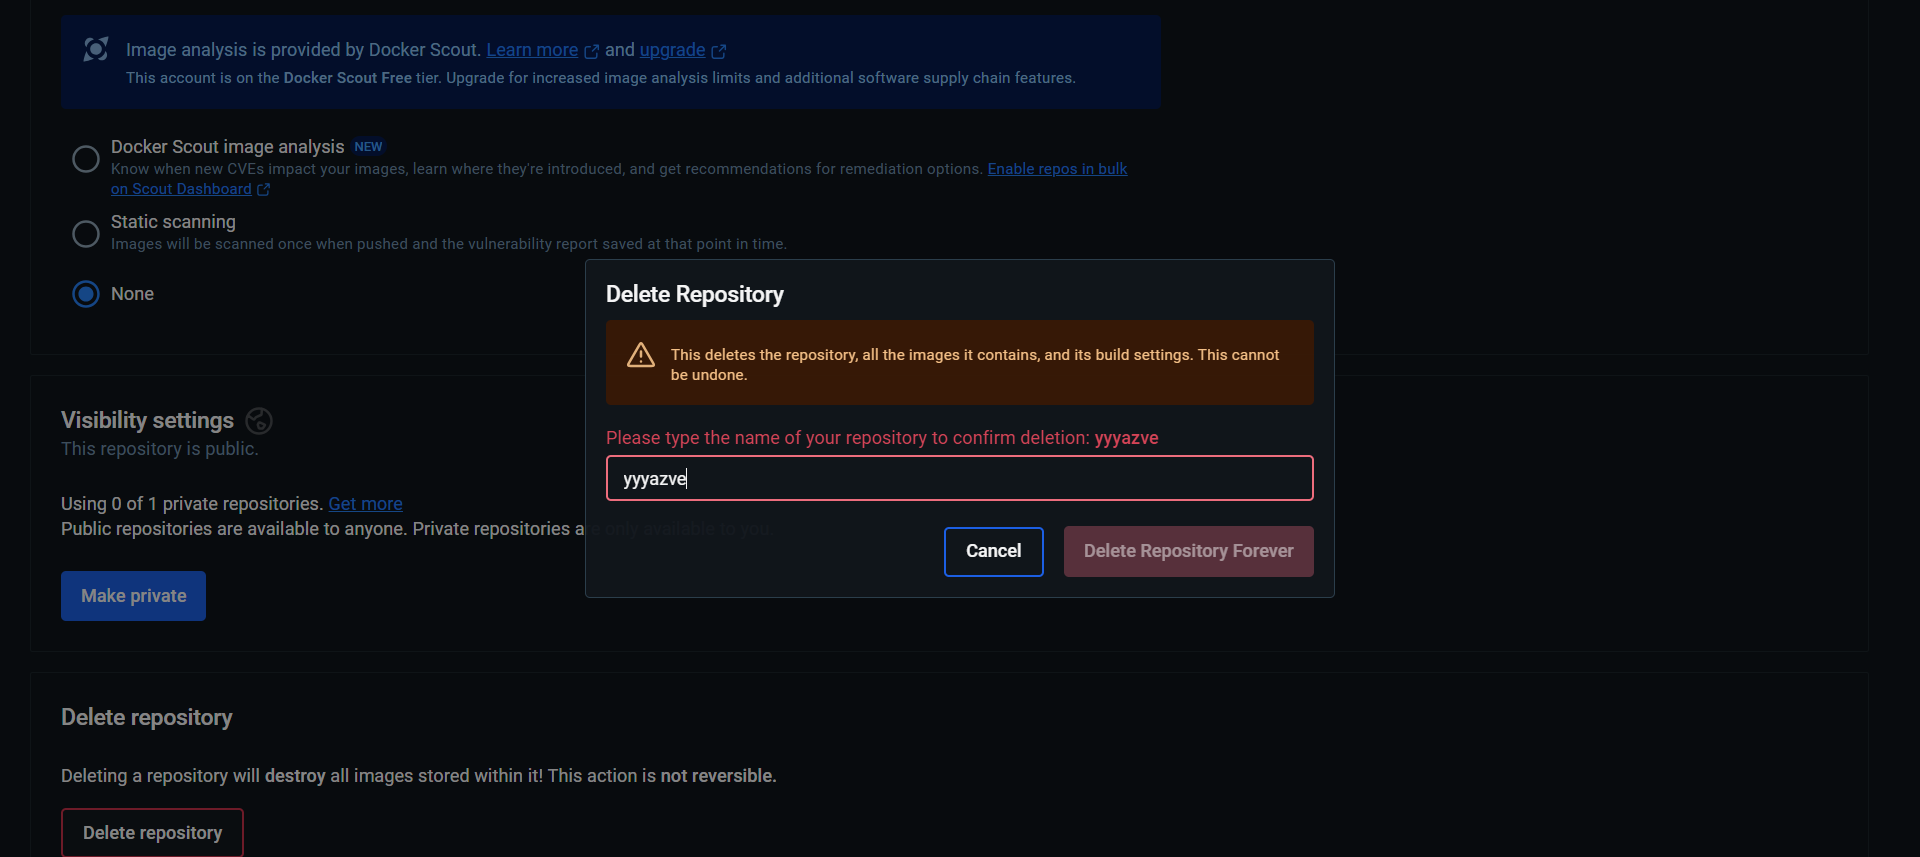 Image analysis is provided by Docker Scout. Learn more and upgrade
This account is on the Docker Scout Free tier. Upgrade for increased image analysis limits and additional software supply chain features.
Docker Scout image analysis NEW
Know when new CVEs impact your images, learn where they're introduced, and get recommendations for remediation options. Enable repos in bulk
on Scout Dashboard
Static scanning
Images will be scanned once when pushed and the vulnerability report saved at that point in time.
None
Delete Repository
This deletes the repository, all the images it contains, and its build settings. This cannot
be undone.
Please type the name of your repository to confirm deletion: yyyazve
yyyazve
Cancel
Delete Repository Forever
Visibility settings
This repository is public.
Using 0 of 1 private repositories. Get more
Public repositories are available to anyone. Private repositories are only available to you.
Make private
Delete repository
Deleting a repository will destroy all images stored within it! This action is not reversible.
Delete repository